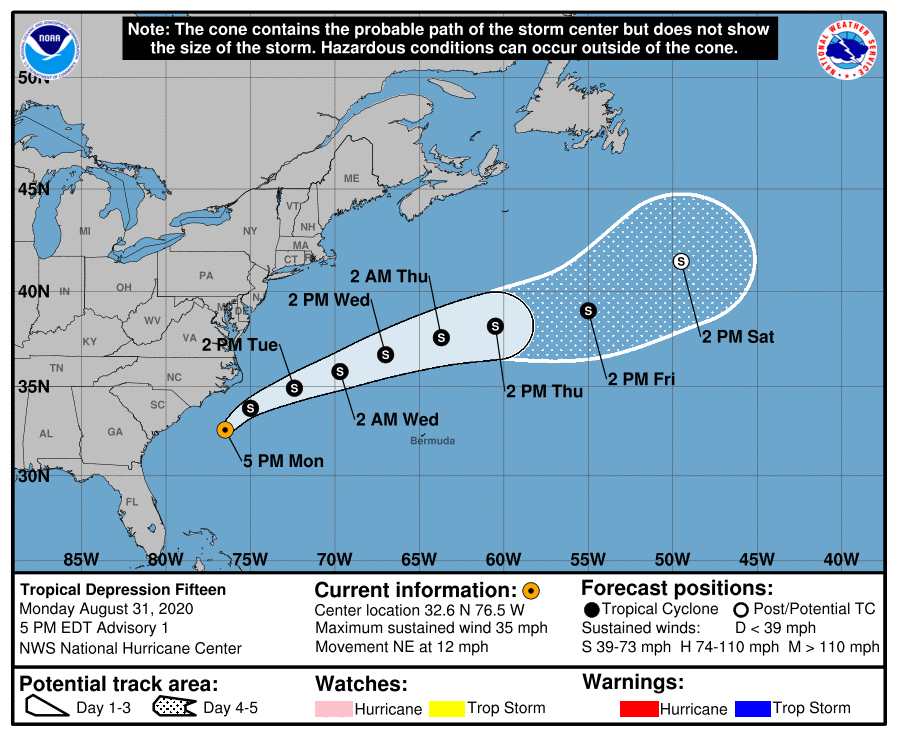 Note: The cone contains the probable path of the storm center but does not show
the size of the storm. Hazardous conditions can occur outside of the cone.
NOAA
NATIONAL WEATHER SERVICE
50N
45N
40N
35N
30N
ME
VT
NH
MI
NY
MA
CT
RI
PA
IN
OH
N
MD
DE
WV
VA
KY
TN
NC
SC
AL
GA
FL
Bermuda
2 AM Thu
2 PM Wed
2 PM Tue
2 PM Sat
2 PM Fri
2 PM Thu
2 AM Wed
5 PM Mon
S
S
S
S
S
S
S
S
85W
80W
75W
70W
65W
60W
55W
50W
45W
40W
Tropical Depression Fifteen
Monday August 31, 2020
5 PM EDT Advisory 1
NWS National Hurricane Center
Current information:
Center location 32.6 N 76.5 W
Maximum sustained wind 35 mph
Movement NE at 12 mph
Forecast positions:
Tropical Cyclone Post/Potential TC
Sustained winds: D < 39 mph
S 39-73 mph H 74-110 mph M > 110 mph
Potential track area:
Day 1-3 Day 4-5
Watches:
Hurricane Trop Storm
Warnings:
Hurricane Trop Storm